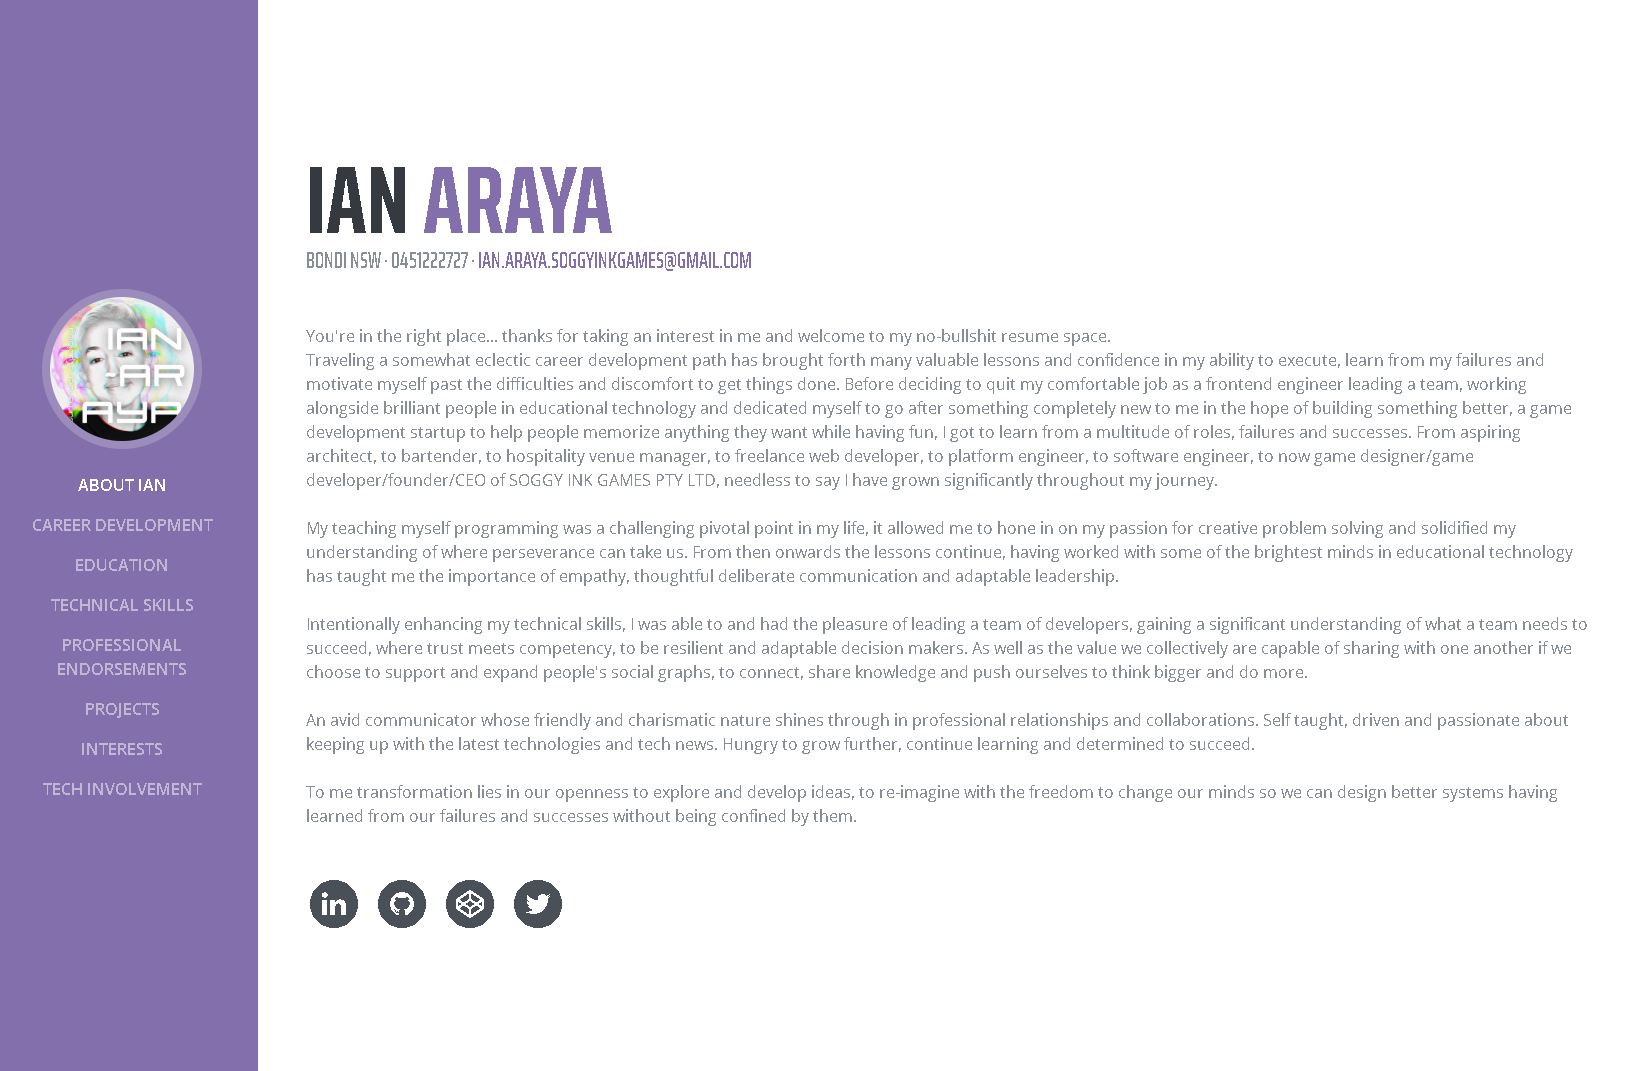 IAN ARAYA
BONDI NSW · 0451222727 · IAN.ARAYA.SOGGYINKGAMES@GMAIL.COM
IAN
-AR
AYA
ABOUT IAN
CAREER DEVELOPMENT
EDUCATION
TECHNICAL SKILLS
PROFESSIONAL
ENDORSEMENTS
PROJECTS
INTERESTS
TECH INVOLVEMENT
You're in the right place... thanks for taking an interest in me and welcome to my no-bullshit resume space.
Traveling a somewhat eclectic career development path has brought forth many valuable lessons and confidence in my ability to execute, learn from my failures and
motivate myself past the difficulties and discomfort to get things done. Before deciding to quit my comfortable job as a frontend engineer leading a team, working
alongside brilliant people in educational technology and dedicated myself to go after something completely new to me in the hope of building something better, a game
development startup to help people memorize anything they want while having fun, I got to learn from a multitude of roles, failures and successes. From aspiring
architect, to bartender, to hospitality venue manager, to freelance web developer, to platform engineer, to software engineer, to now game designer/game
developer/founder/CEO of SOGGY INK GAMES PTY LTD, needless to say I have grown significantly throughout my journey.
My teaching myself programming was a challenging pivotal point in my life, it allowed me to hone in on my passion for creative problem solving and solidified my
understanding of where perseverance can take us. From then onwards the lessons continue, having worked with some of the brightest minds in educational technology
has taught me the importance of empathy, thoughtful deliberate communication and adaptable leadership.
Intentionally enhancing my technical skills, I was able to and had the pleasure of leading a team of developers, gaining a significant understanding of what a team needs to
succeed, where trust meets competency, to be resilient and adaptable decision makers. As well as the value we collectively are capable of sharing with one another if we
choose to support and expand people's social graphs, to connect, share knowledge and push ourselves to think bigger and do more.
An avid communicator whose friendly and charismatic nature shines through in professional relationships and collaborations. Self taught, driven and passionate about
keeping up with the latest technologies and tech news. Hungry to grow further, continue learning and determined to succeed.
To me transformation lies in our openness to explore and develop ideas, to re-imagine with the freedom to change our minds so we can design better systems having
learned from our failures and successes without being confined by them.
in